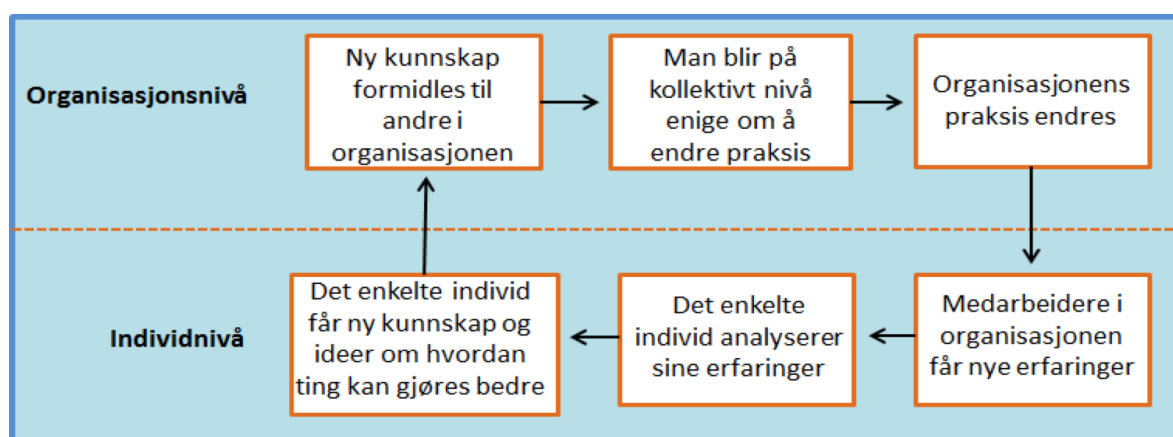 Organisasjonsnivå
Ny kunnskap
formidles til
andre i
organisasjonen
Man blir på
kollektivt nivå
enige om å
endre praksis
Organisasjonens
praksis endres
Individnivå
Det enkelte individ
får ny kunnskap og
ideer om hvordan
ting kan gjøres bedre
Det enkelte
individ analyserer
sine erfaringer
Medarbeidere i
organisasjonen
får nye erfaringer